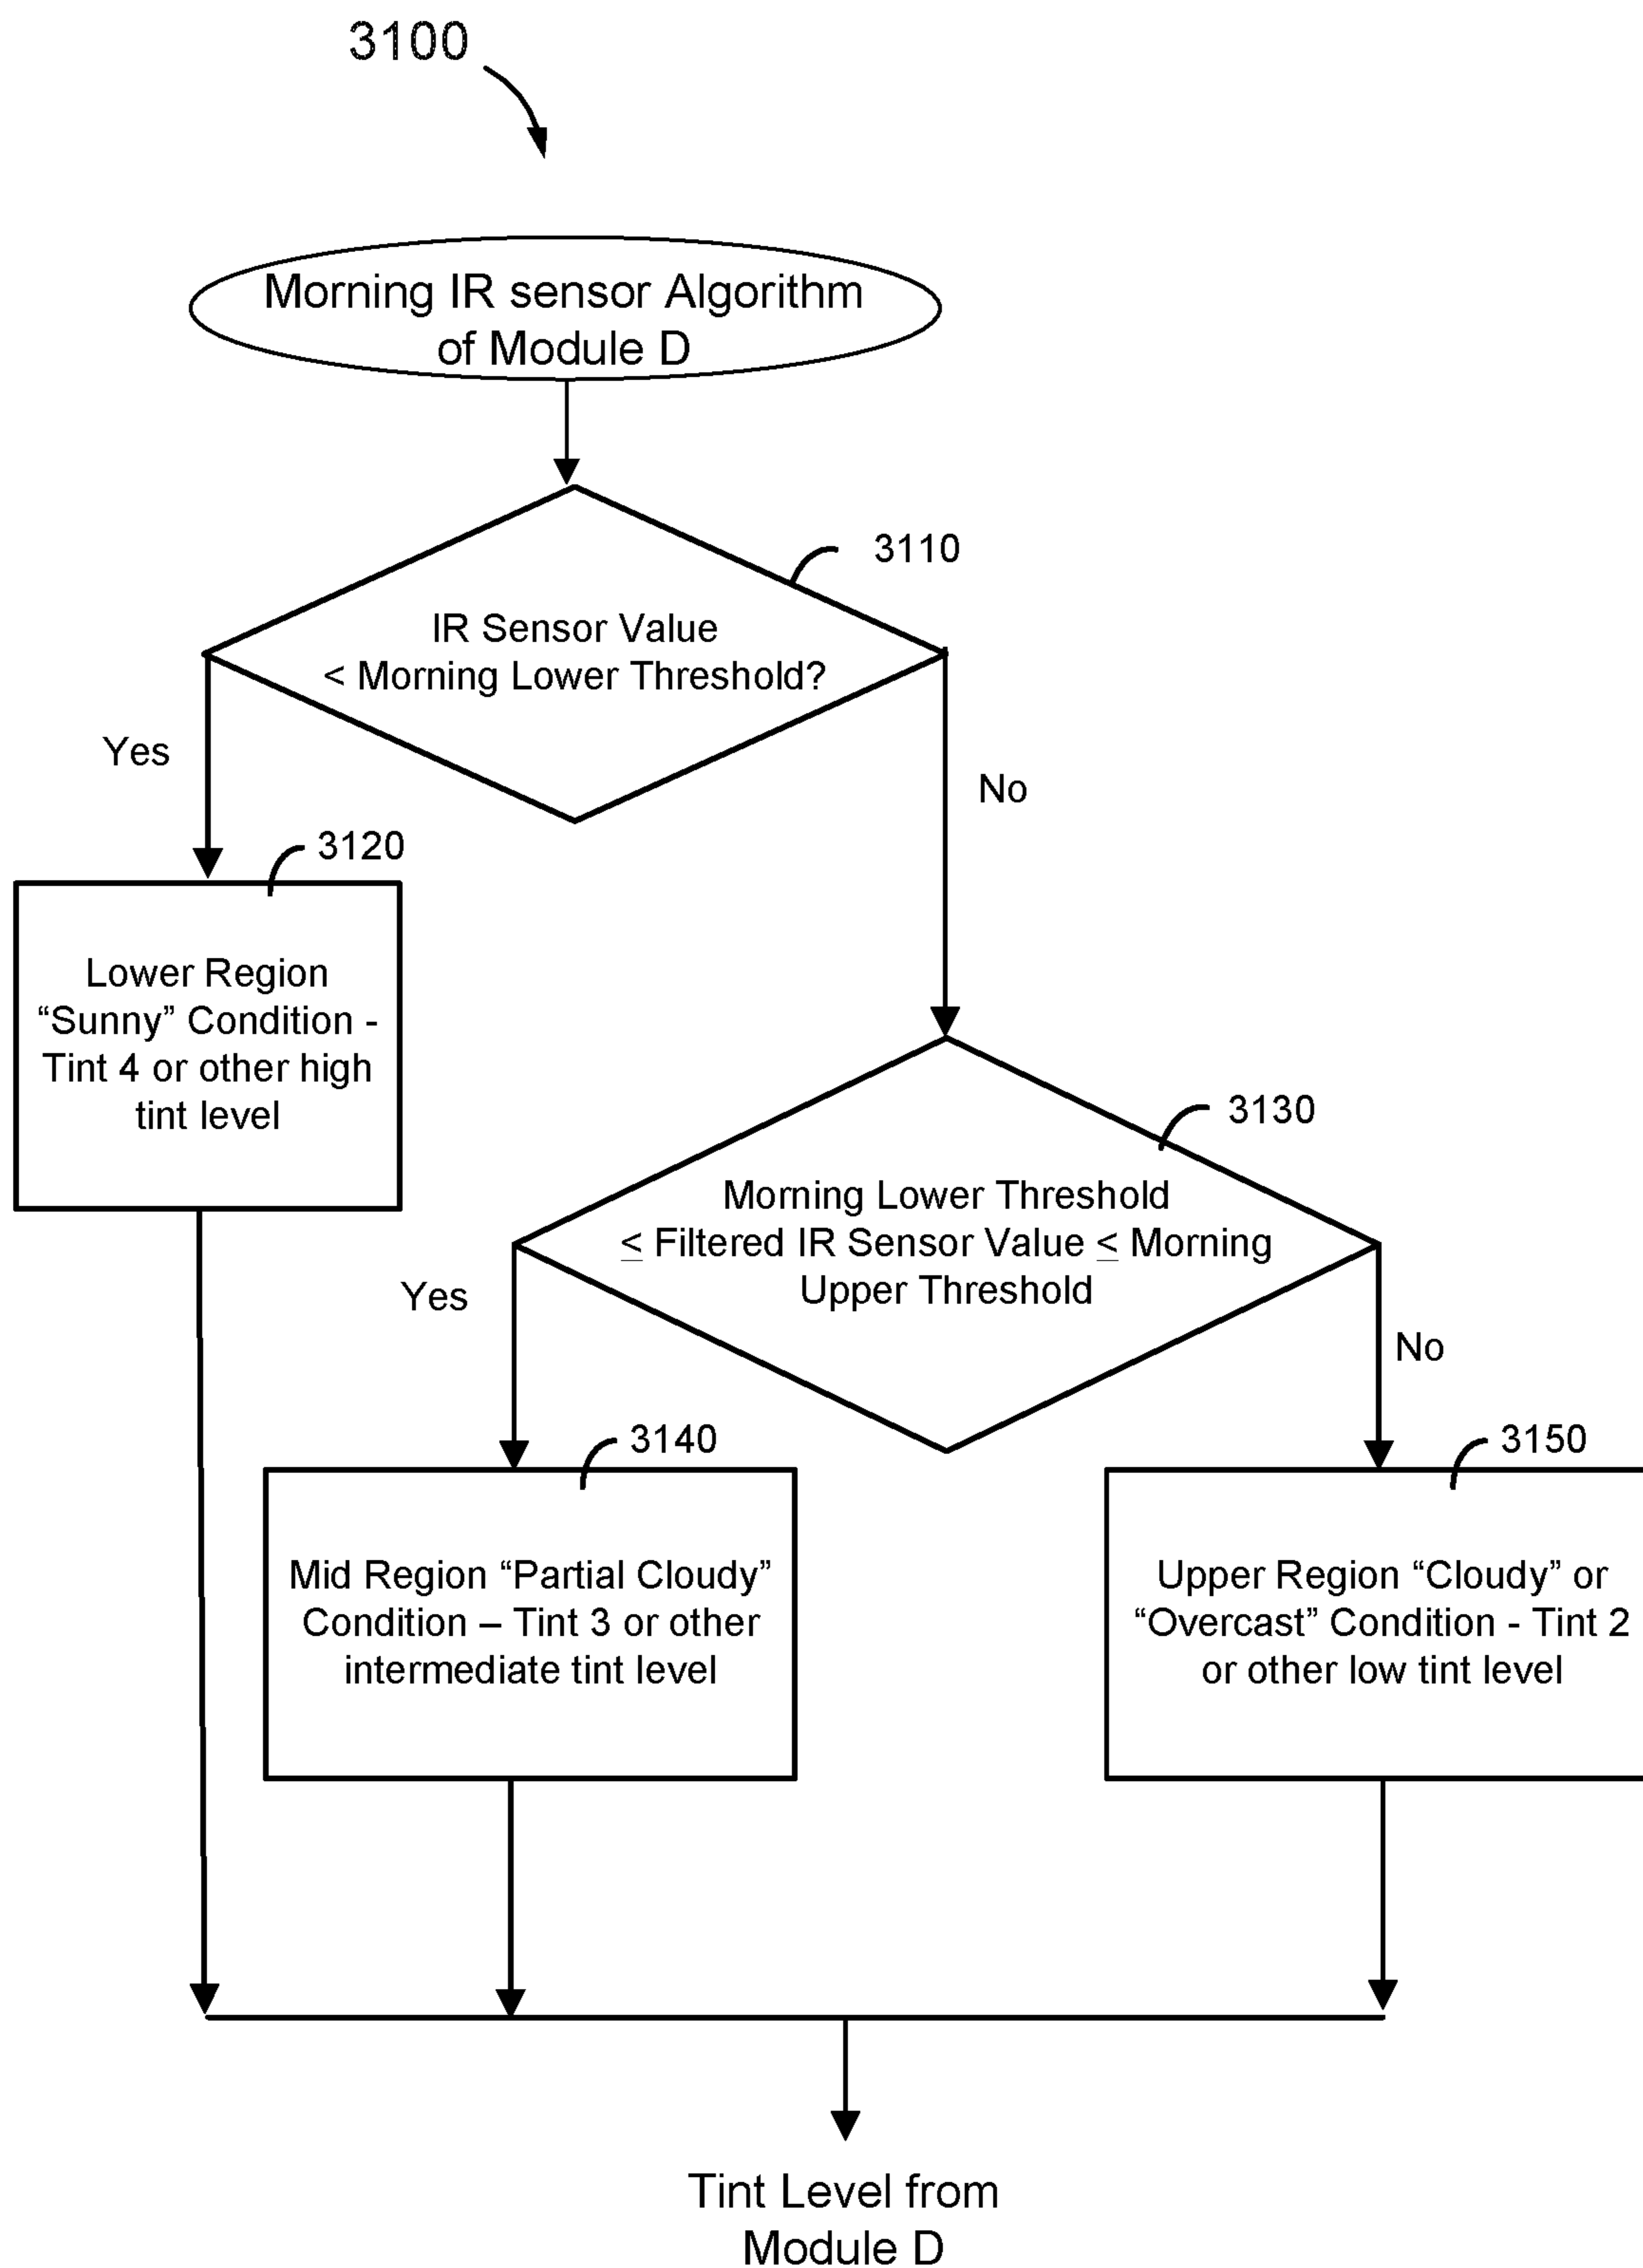 3100
Morning IR sensor Algorithm
of Module D
3110
IR Sensor Value
< Morning Lower Threshold?
Yes
No
3120
Lower Region
“Sunny” Condition -
Tint 4 or other high
tint level
3130
Morning Lower Threshold
≤ Filtered IR Sensor Value ≤ Morning
Upper Threshold
Yes
No
3140
Mid Region “Partial Cloudy”
Condition – Tint 3 or other
intermediate tint level
3150
Upper Region “Cloudy” or
“Overcast” Condition - Tint 2
or other low tint level
Tint Level from
Module D